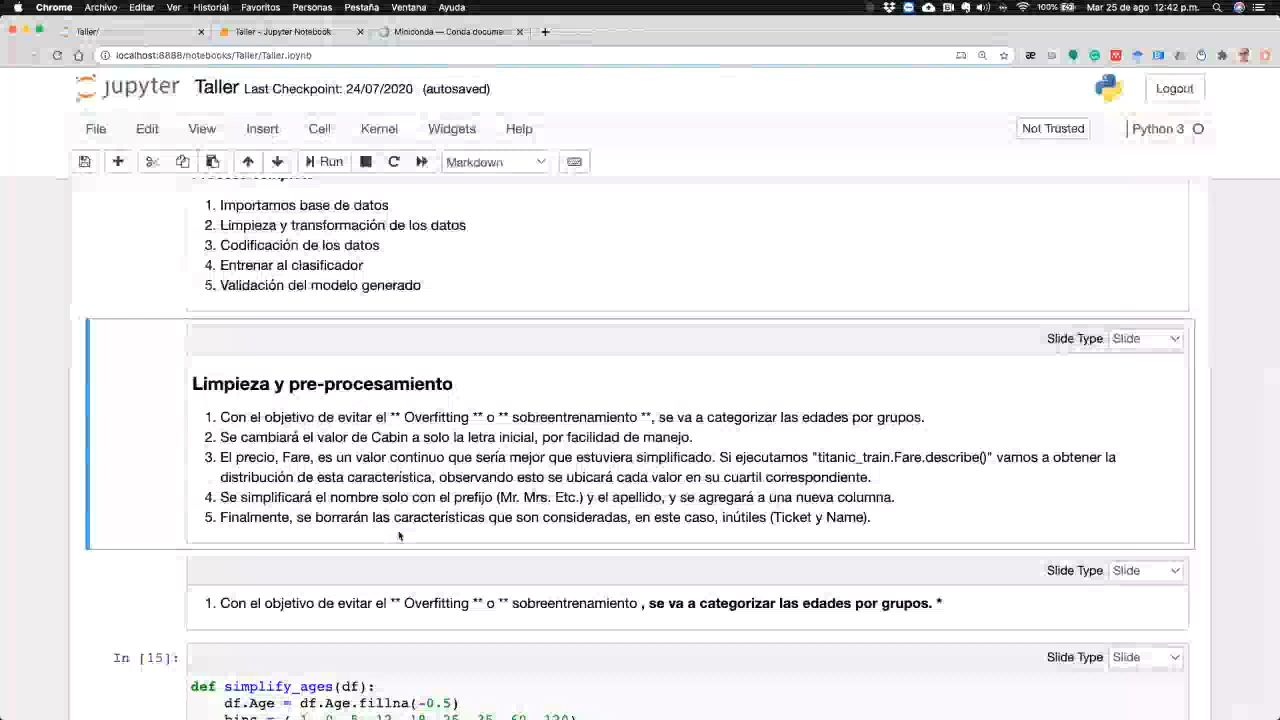 Chrome Archivo Editar Ver Historial Favoritos Personas Pestaña Ventana Ayuda 100% Mar 25 de ago 12:42 p.m.
Taller/ Taller - Jupyter Notebook Miniconda — Conda docume
localhost:8888/notebooks/Taller/Taller.ipynb
jupyter Taller Last Checkpoint: 24/07/2020 (autosaved) Logout
File Edit View Insert Cell Kernel Widgets Help Not Trusted Python 3
Run Markdown
1. Importamos base de datos
2. Limpieza y transformación de los datos
3. Codificación de los datos
4. Entrenar al clasificador
5. Validación del modelo generado
Slide Type Slide
Limpieza y pre-procesamiento
1. Con el objetivo de evitar el ** Overfitting ** o ** sobreentrenamiento **, se va a categorizar las edades por grupos.
2. Se cambiará el valor de Cabin a solo la letra inicial, por facilidad de manejo.
3. El precio, Fare, es un valor continuo que sería mejor que estuviera simplificado. Si ejecutamos "titanic_train.Fare.describe()" vamos a obtener la
distribución de esta característica, observando esto se ubicará cada valor en su cuartil correspondiente.
4. Se simplificará el nombre solo con el prefijo (Mr. Mrs. Etc.) y el apellido, y se agregará a una nueva columna.
5. Finalmente, se borrarán las características que son consideradas, en este caso, inútiles (Ticket y Name).
Slide Type Slide
1. Con el objetivo de evitar el ** Overfitting ** o ** sobreentrenamiento , se va a categorizar las edades por grupos. *
In [15]: Slide Type Slide
def simplify_ages(df):
df.Age = df.Age.fillna(-0.5)